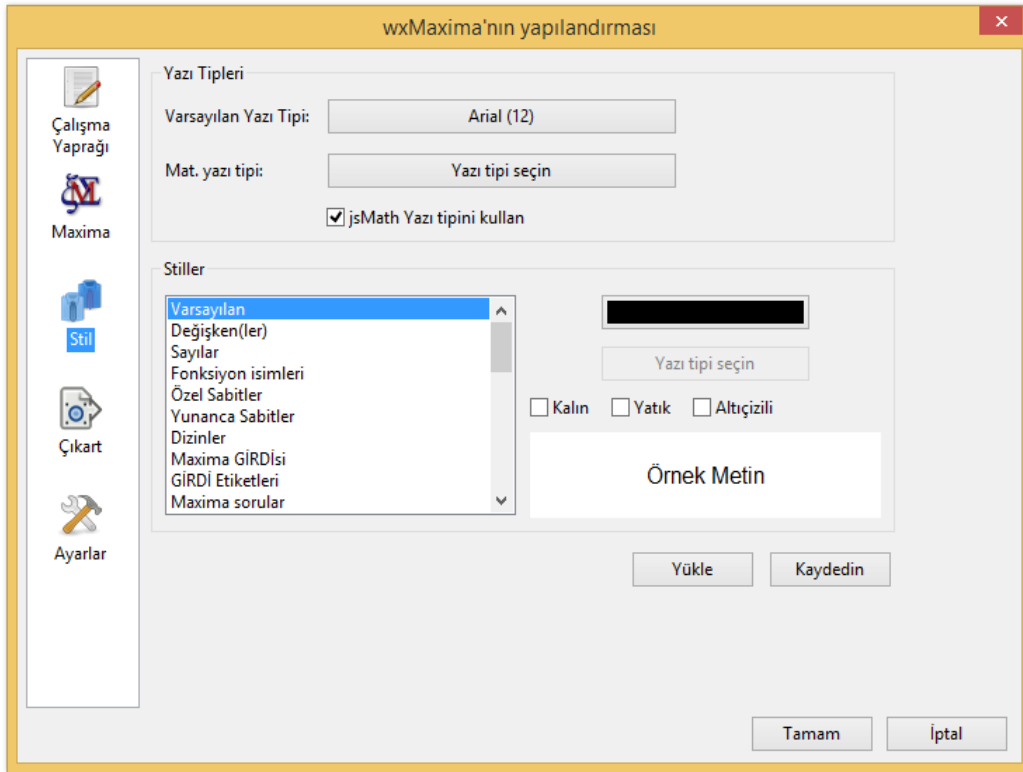 wxMaxima'nın yapılandırması
Çalışma
Yaprağı
Maxima
Stil
Çıkart
Ayarlar
Yazı Tipleri
Varsayılan Yazı Tipi:
Arial (12)
Mat. yazı tipi:
Yazı tipi seçin
jsMath Yazı tipini kullan
Stiller
Varsayılan
Değişken(ler)
Sayılar
Fonksiyon isimleri
Özel Sabitler
Yunanca Sabitler
Dizinler
Maxima GİRDİsi
GİRDİ Etiketleri
Maxima sorular
Yazı tipi seçin
Kalın
Yatık
Altıçizili
Örnek Metin
Yükle
Kaydedin
Tamam
İptal